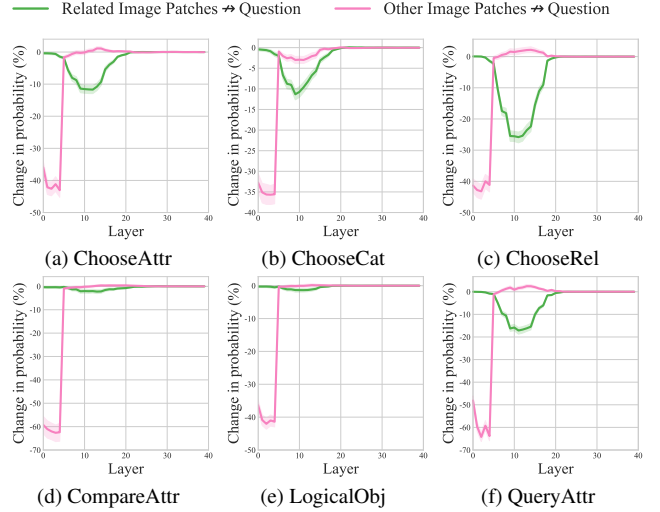 Related Image Patches ↛ Question Other Image Patches ↛ Question
Change in probability (%)
0
-10
-20
-30
-40
-50
0 10 20 30 40
Layer
(a) ChooseAttr
Change in probability (%)
0
-5
-10
-15
-20
-25
-30
-35
-40
0 10 20 30 40
Layer
(b) ChooseCat
Change in probability (%)
0
-10
-20
-30
-40
-50
0 10 20 30 40
Layer
(c) ChooseRel
Change in probability (%)
0
-10
-20
-30
-40
-50
-60
-70
0 10 20 30 40
Layer
(d) CompareAttr
Change in probability (%)
0
-10
-20
-30
-40
-50
0 10 20 30 40
Layer
(e) LogicalObj
Change in probability (%)
0
-10
-20
-30
-40
-50
-60
-70
0 10 20 30 40
Layer
(f) QueryAttr